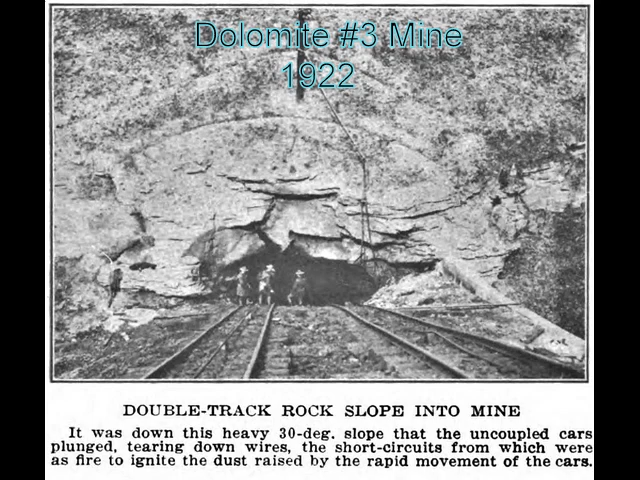 Dolomite #3 Mine
1922
DOUBLE-TRACK ROCK SLOPE INTO MINE
It was down this heavy 30-deg. slope that the uncoupled cars
plunged, tearing down wires, the short-circuits from which were
as fire to ignite the dust raised by the rapid movement of the cars.